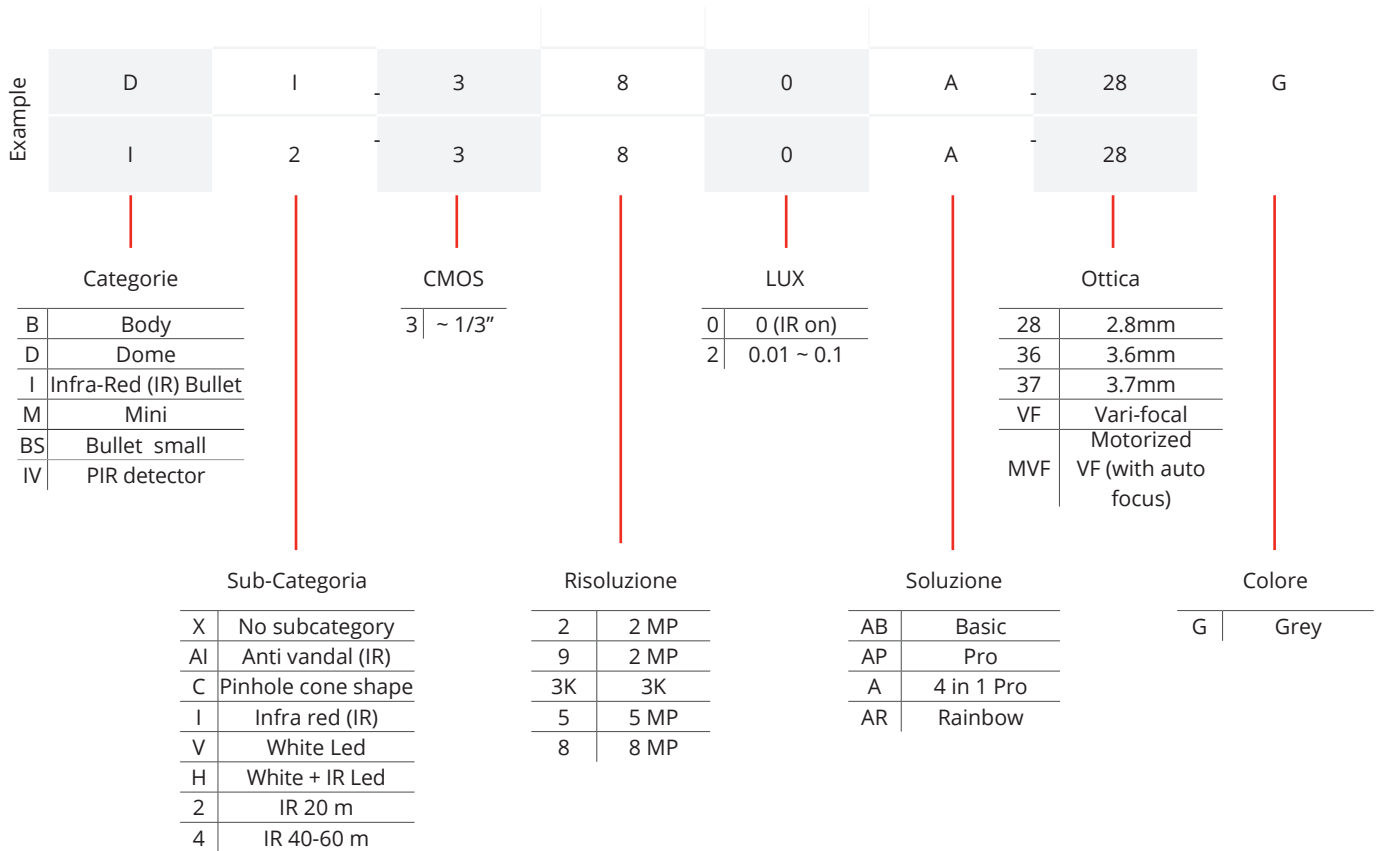 Example
D I - 3 8 0 A - 28 G
I 2 - 3 8 0 A - 28
Categorie
B Body
D Dome
I Infra-Red (IR) Bullet
M Mini
BS Bullet small
IV PIR detector
CMOS
3 ~ 1/3”
LUX
0 0 (IR on)
2 0.01 ~ 0.1
Ottica
28 2.8mm
36 3.6mm
37 3.7mm
VF Vari-focal
Motorized
MVF VF (with auto
focus)
Sub-Categoria
X No subcategory
AI Anti vandal (IR)
C Pinhole cone shape
I Infra red (IR)
V White Led
H White + IR Led
2 IR 20 m
4 IR 40-60 m
Risoluzione
2 2 MP
9 2 MP
3K 3K
5 5 MP
8 8 MP
Soluzione
AB Basic
AP Pro
A 4 in 1 Pro
AR Rainbow
Colore
G Grey